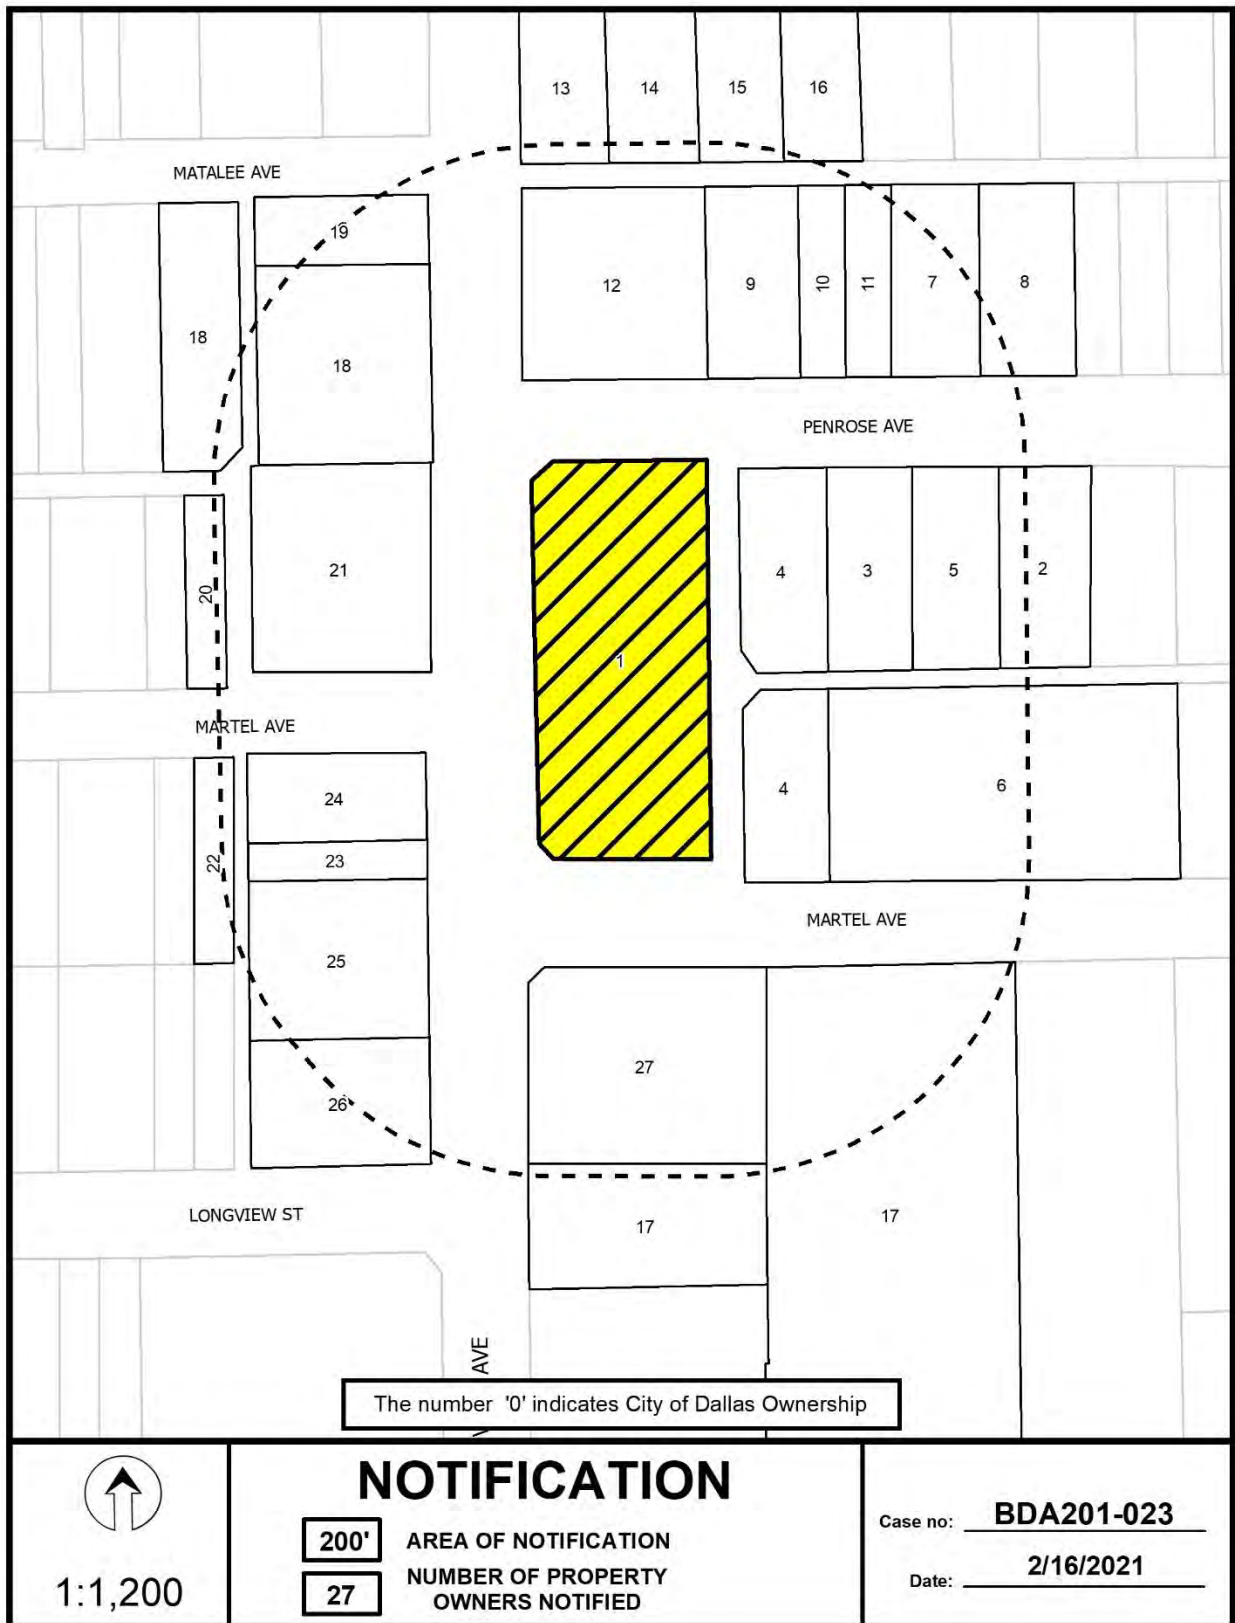 13 14 15 16
MATALEE AVE
19
12 9 10 11 7 8
18 18
PENROSE AVE
21 20 4 3 5 2
1
MARTEL AVE
24 4 6
23 22
MARTEL AVE
25
27
26
LONGVIEW ST
17 17
AVE
The number '0' indicates City of Dallas Ownership
1:1,200
NOTIFICATION
200' AREA OF NOTIFICATION
27 NUMBER OF PROPERTY
OWNERS NOTIFIED
Case no: BDA201-023
Date: 2/16/2021